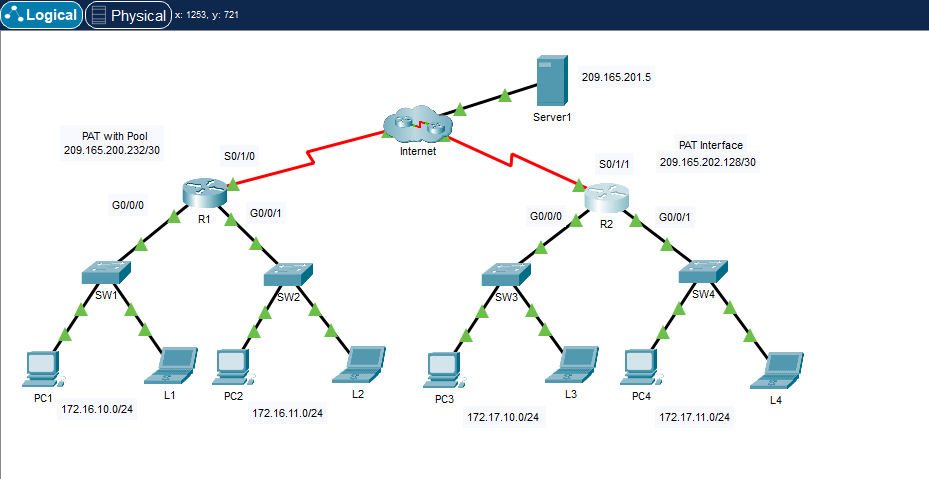 Logical Physical x: 1253, y: 721
209.165.201.5
Server1
PAT with Pool
209.165.200.232/30
Internet
PAT Interface
209.165.202.128/30
S0/1/0
S0/1/1
G0/0/0
R1
G0/0/1
G0/0/0
R2
G0/0/1
SW1
SW2
SW3
SW4
PC1
L1
PC2
L2
PC3
L3
PC4
L4
172.16.10.0/24
172.16.11.0/24
172.17.10.0/24
172.17.11.0/24